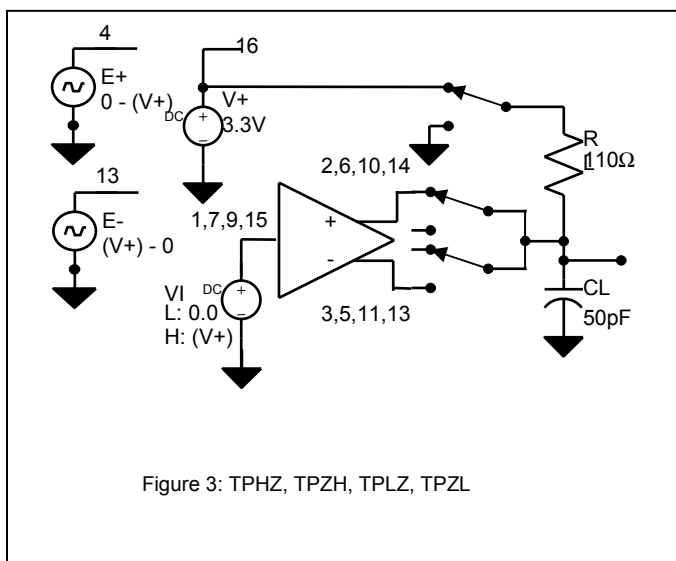 4
16
E+
0 - (V+)
DC
+
−
V+
3.3V
R
L
110Ω
13
2,6,10,14
E-
(V+) - 0
1,7,9,15
+
-
VI
DC
+
−
L: 0.0
H: (V+)
3,5,11,13
CL
50pF
Figure 3: TPHZ, TPZH, TPLZ, TPZL